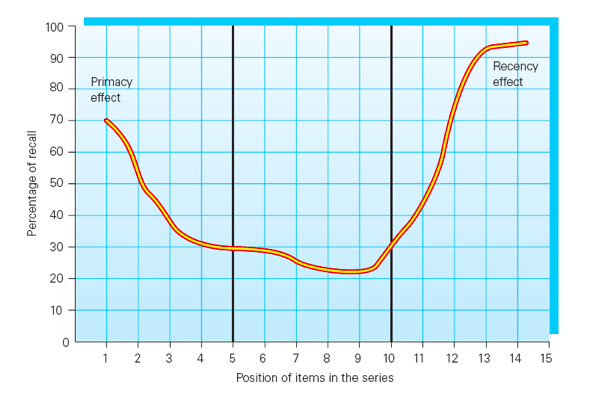 100
90
80
70
60
50
40
30
20
10
0
Percentage of recall
Primacy
effect
Recency
effect
1 2 3 4 5 6 7 8 9 10 11 12 13 14 15
Position of items in the series